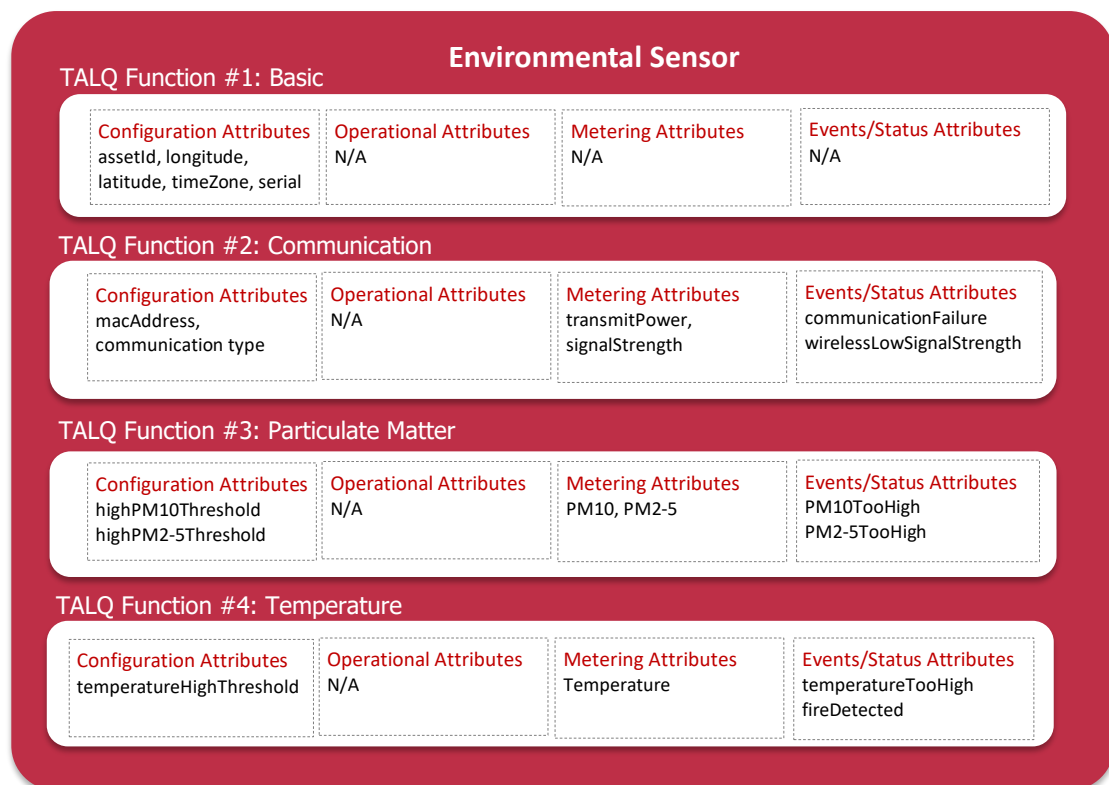 Environmental Sensor
TALQ Function #1: Basic
Configuration Attributes
assetId, longitude,
latitude, timeZone, serial
Operational Attributes
N/A
Metering Attributes
N/A
Events/Status Attributes
N/A
TALQ Function #2: Communication
Configuration Attributes
macAddress,
communication type
Operational Attributes
N/A
Metering Attributes
transmitPower,
signalStrength
Events/Status Attributes
communicationFailure
wirelessLowSignalStrength
TALQ Function #3: Particulate Matter
Configuration Attributes
highPM10Threshold
highPM2-5Threshold
Operational Attributes
N/A
Metering Attributes
PM10, PM2-5
Events/Status Attributes
PM10TooHigh
PM2-5TooHigh
TALQ Function #4: Temperature
Configuration Attributes
temperatureHighThreshold
Operational Attributes
N/A
Metering Attributes
Temperature
Events/Status Attributes
temperatureTooHigh
fireDetected